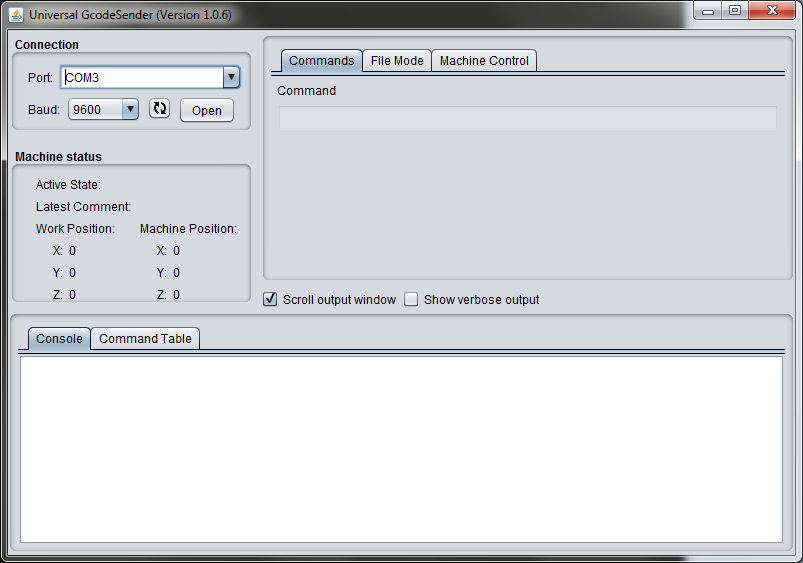 Universal GcodeSender (Version 1.0.6)
Connection
Port: COM3
Baud: 9600 Open
Machine status
Active State:
Latest Comment:
Work Position: Machine Position:
X: 0 X: 0
Y: 0 Y: 0
Z: 0 Z: 0
Commands File Mode Machine Control
Command
Scroll output window Show verbose output
Console Command Table